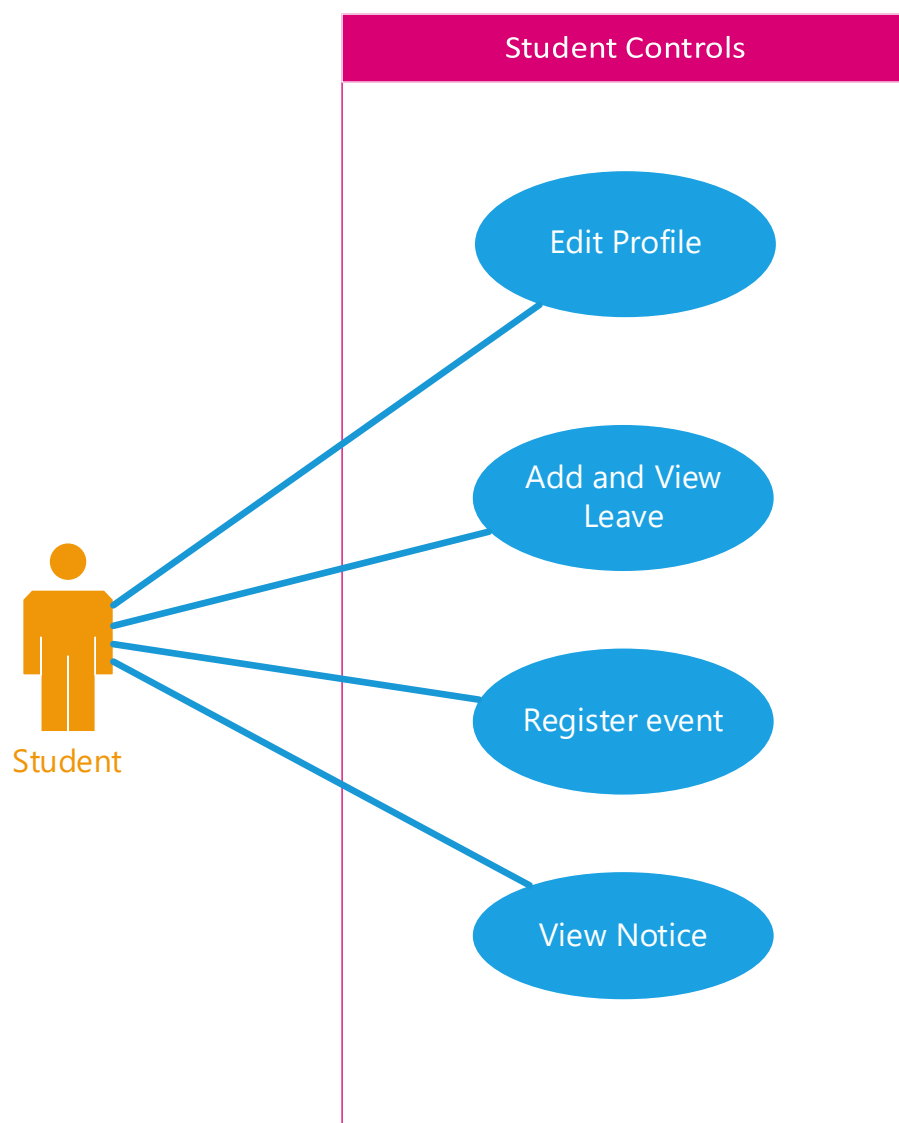 Student Controls
Edit Profile
Add and View
Leave
Register event
Student
View Notice